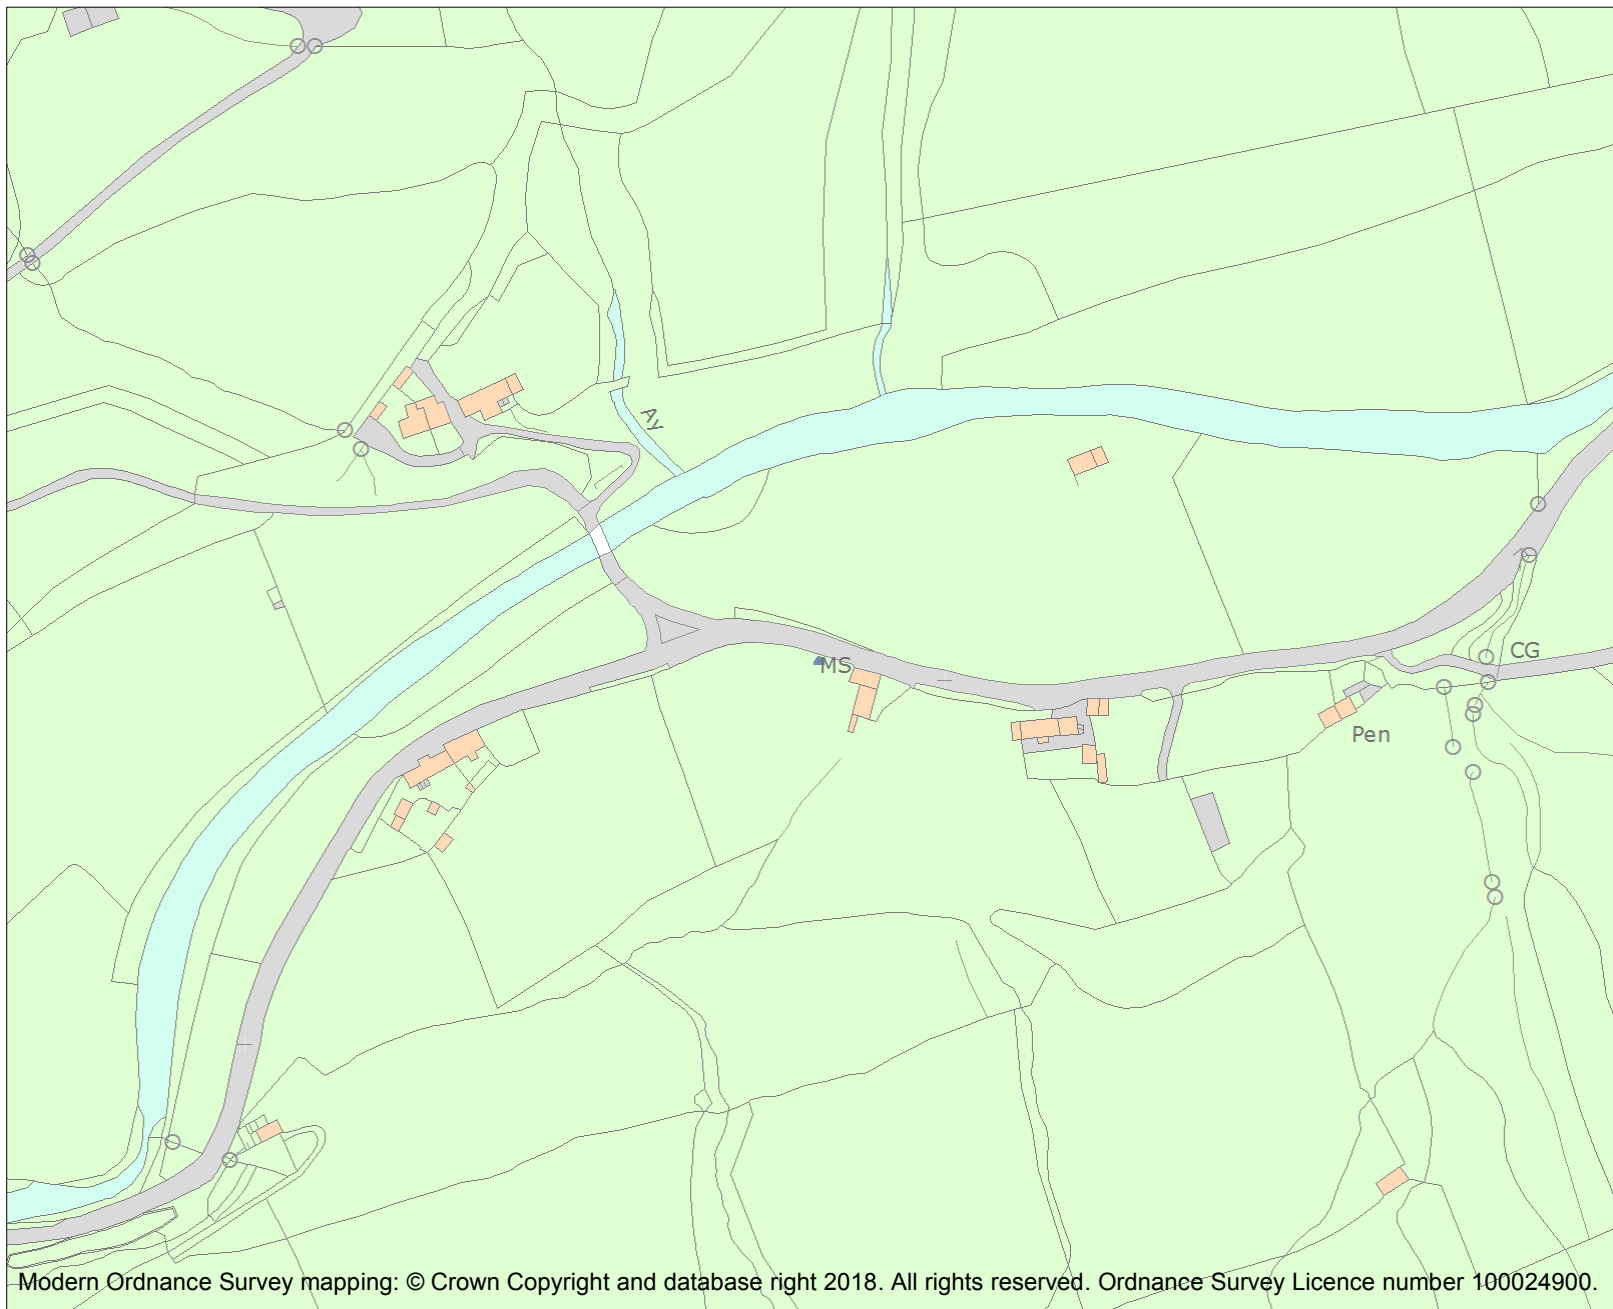 Ay
MS
CG
Pen
Modern Ordnance Survey mapping: © Crown Copyright and database right 2018. All rights reserved. Ordnance Survey Licence number 100024900.